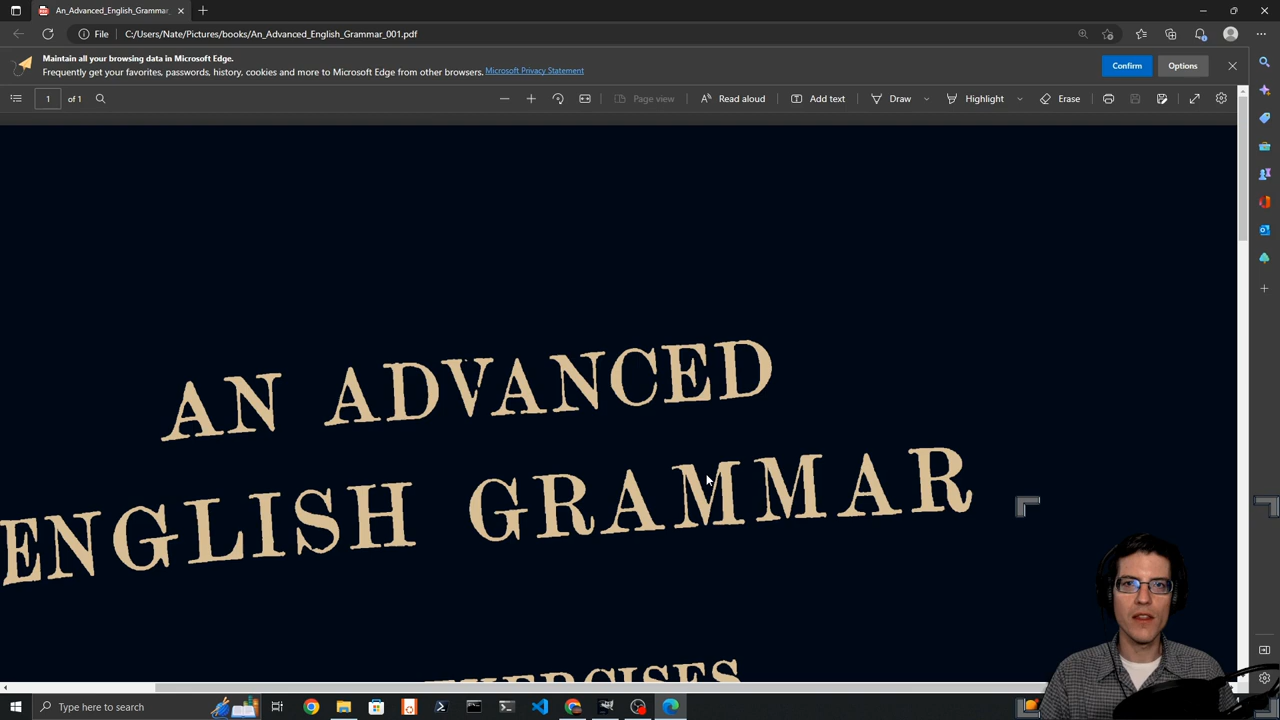 An_Advanced_English_Grammar_
File
C:/Users/Nate/Pictures/books/An_Advanced_English_Grammar_001.pdf
Maintain all your browsing data in Microsoft Edge.
Frequently get your favorites, passwords, history, cookies and more to Microsoft Edge from other browsers. Microsoft Privacy Statement
Confirm
Options
1 of 1
Page view
Read aloud
Add text
Draw
Highlight
Erase
AN ADVANCED
ENGLISH GRAMMAR
EXERCISES
Type here to search